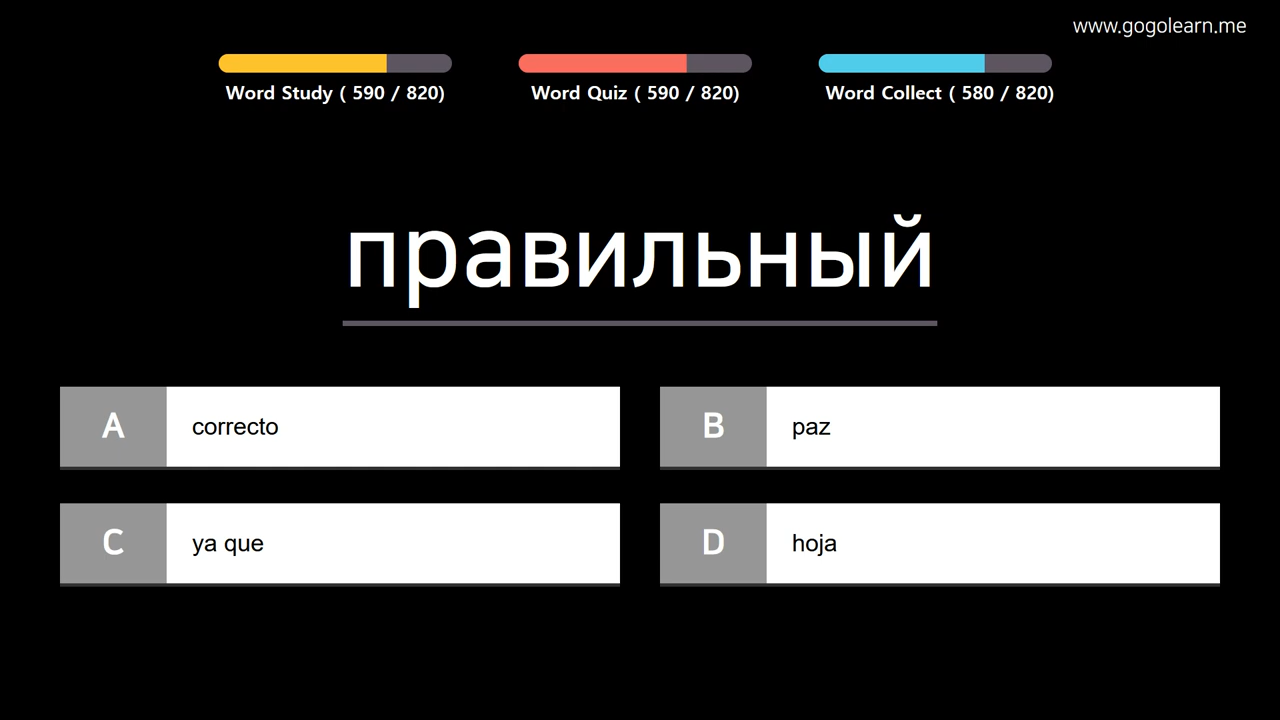 www.gogolearn.me
Word Study ( 590 / 820)
Word Quiz ( 590 / 820)
Word Collect ( 580 / 820)
правильный
A correcto
B paz
C ya que
D hoja